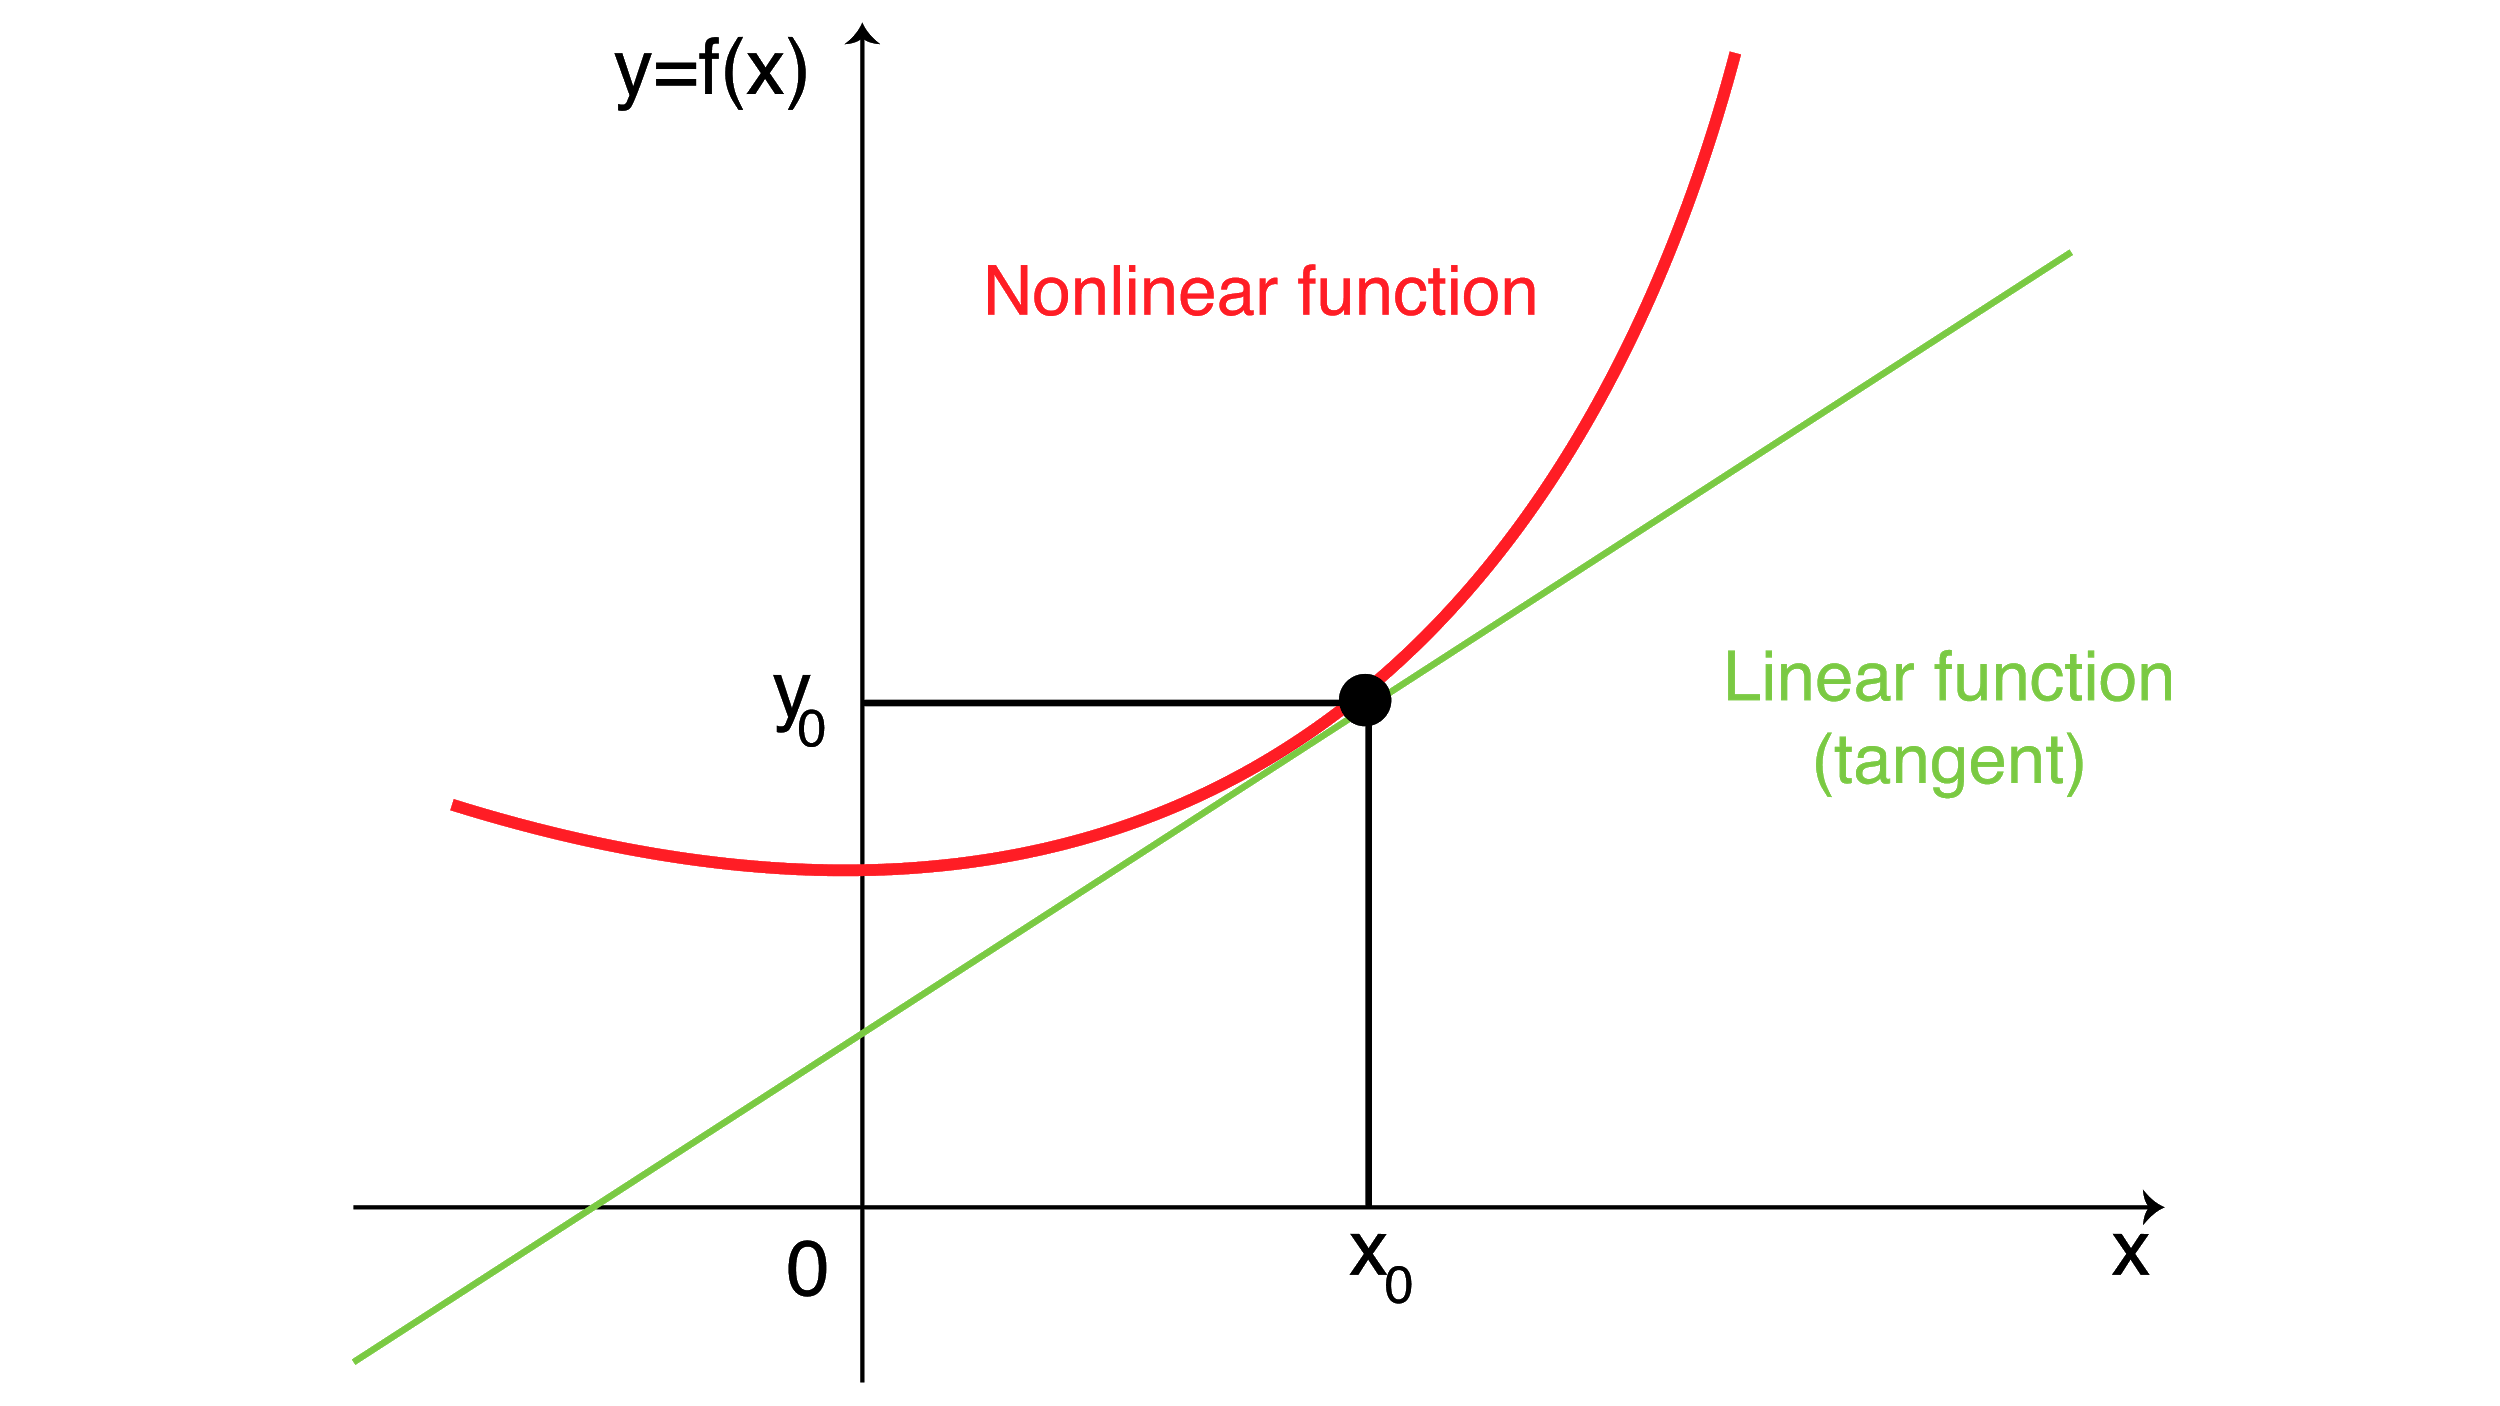 y=f(x)
Nonlinear function
Linear function
(tangent)
y₀
0
x₀
x